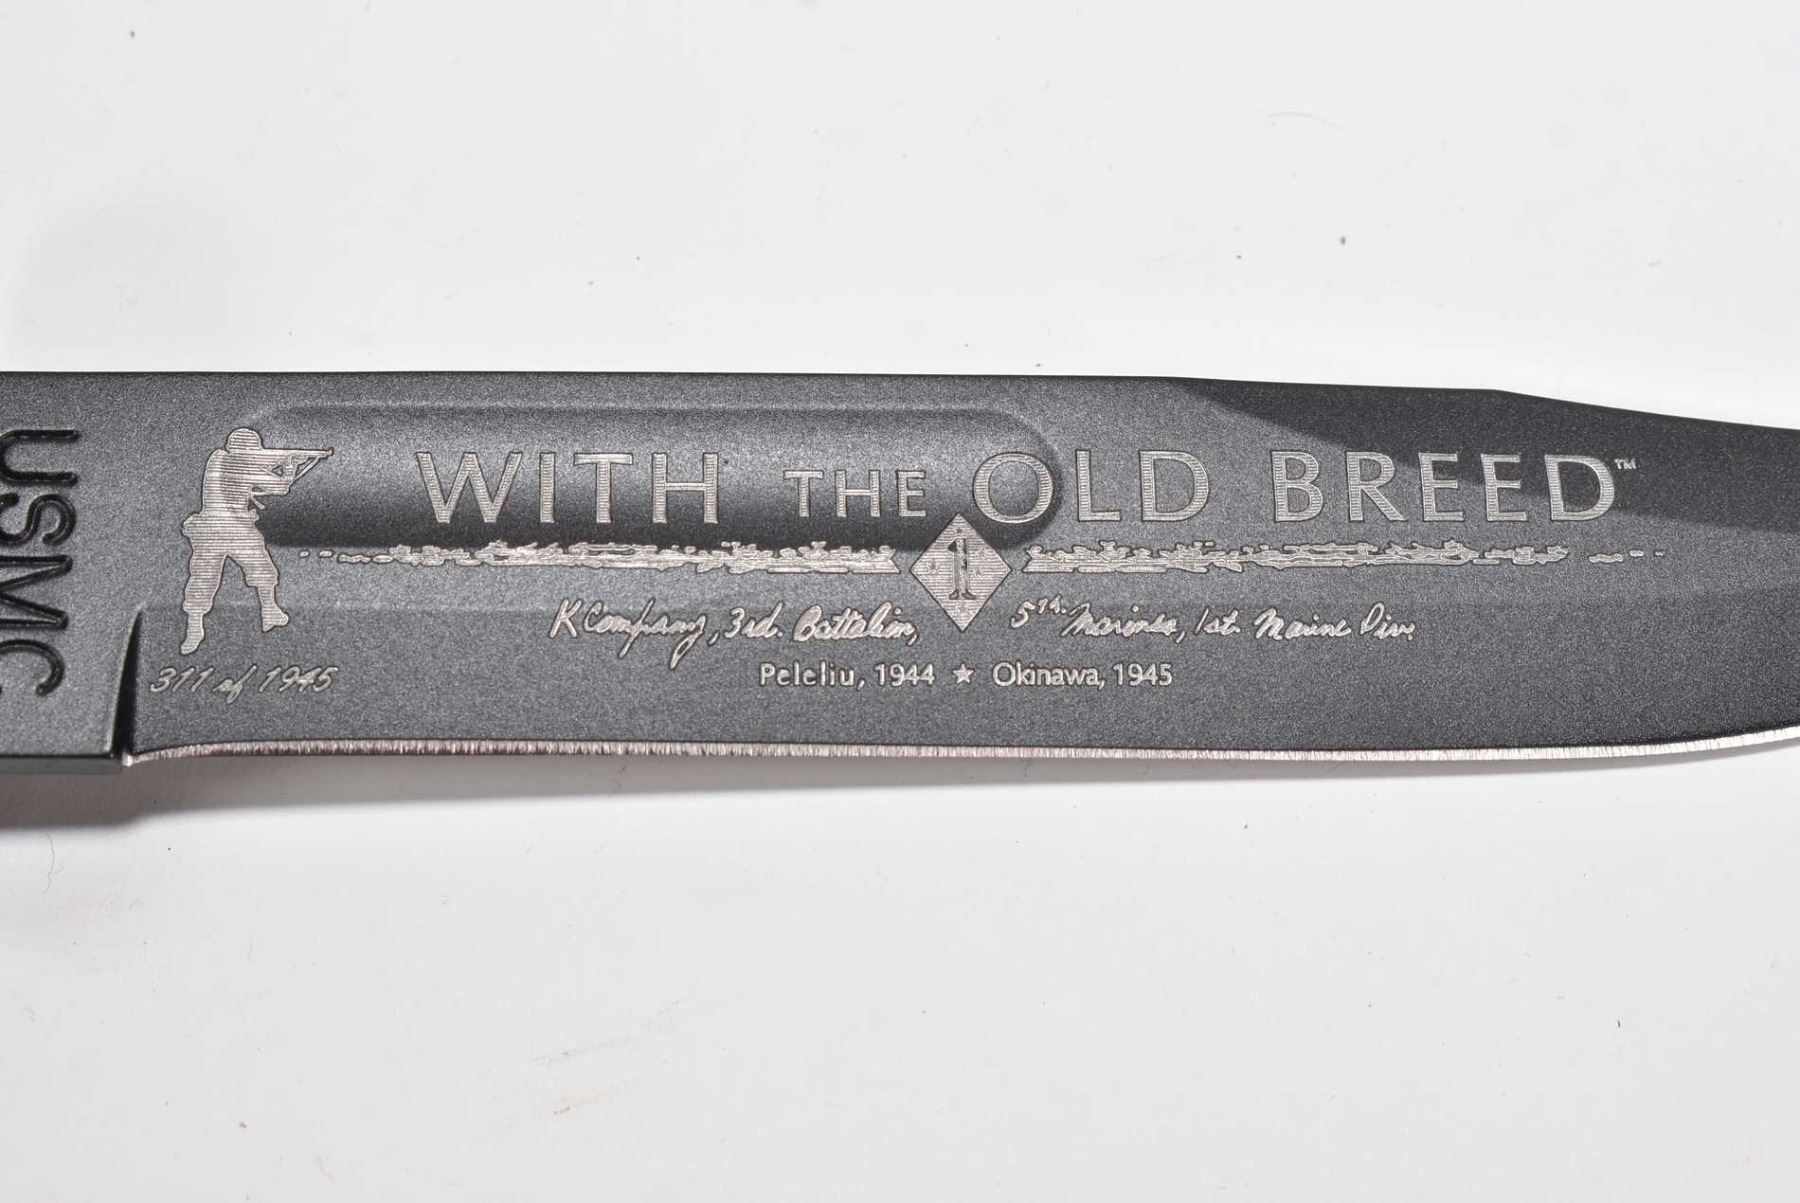 USMC
WITH THE OLD BREED™
1
K Company, 3rd. Battalion, 5th. Marines, 1st. Marine Div.
311 of 1945
Peleliu, 1944 ★ Okinawa, 1945